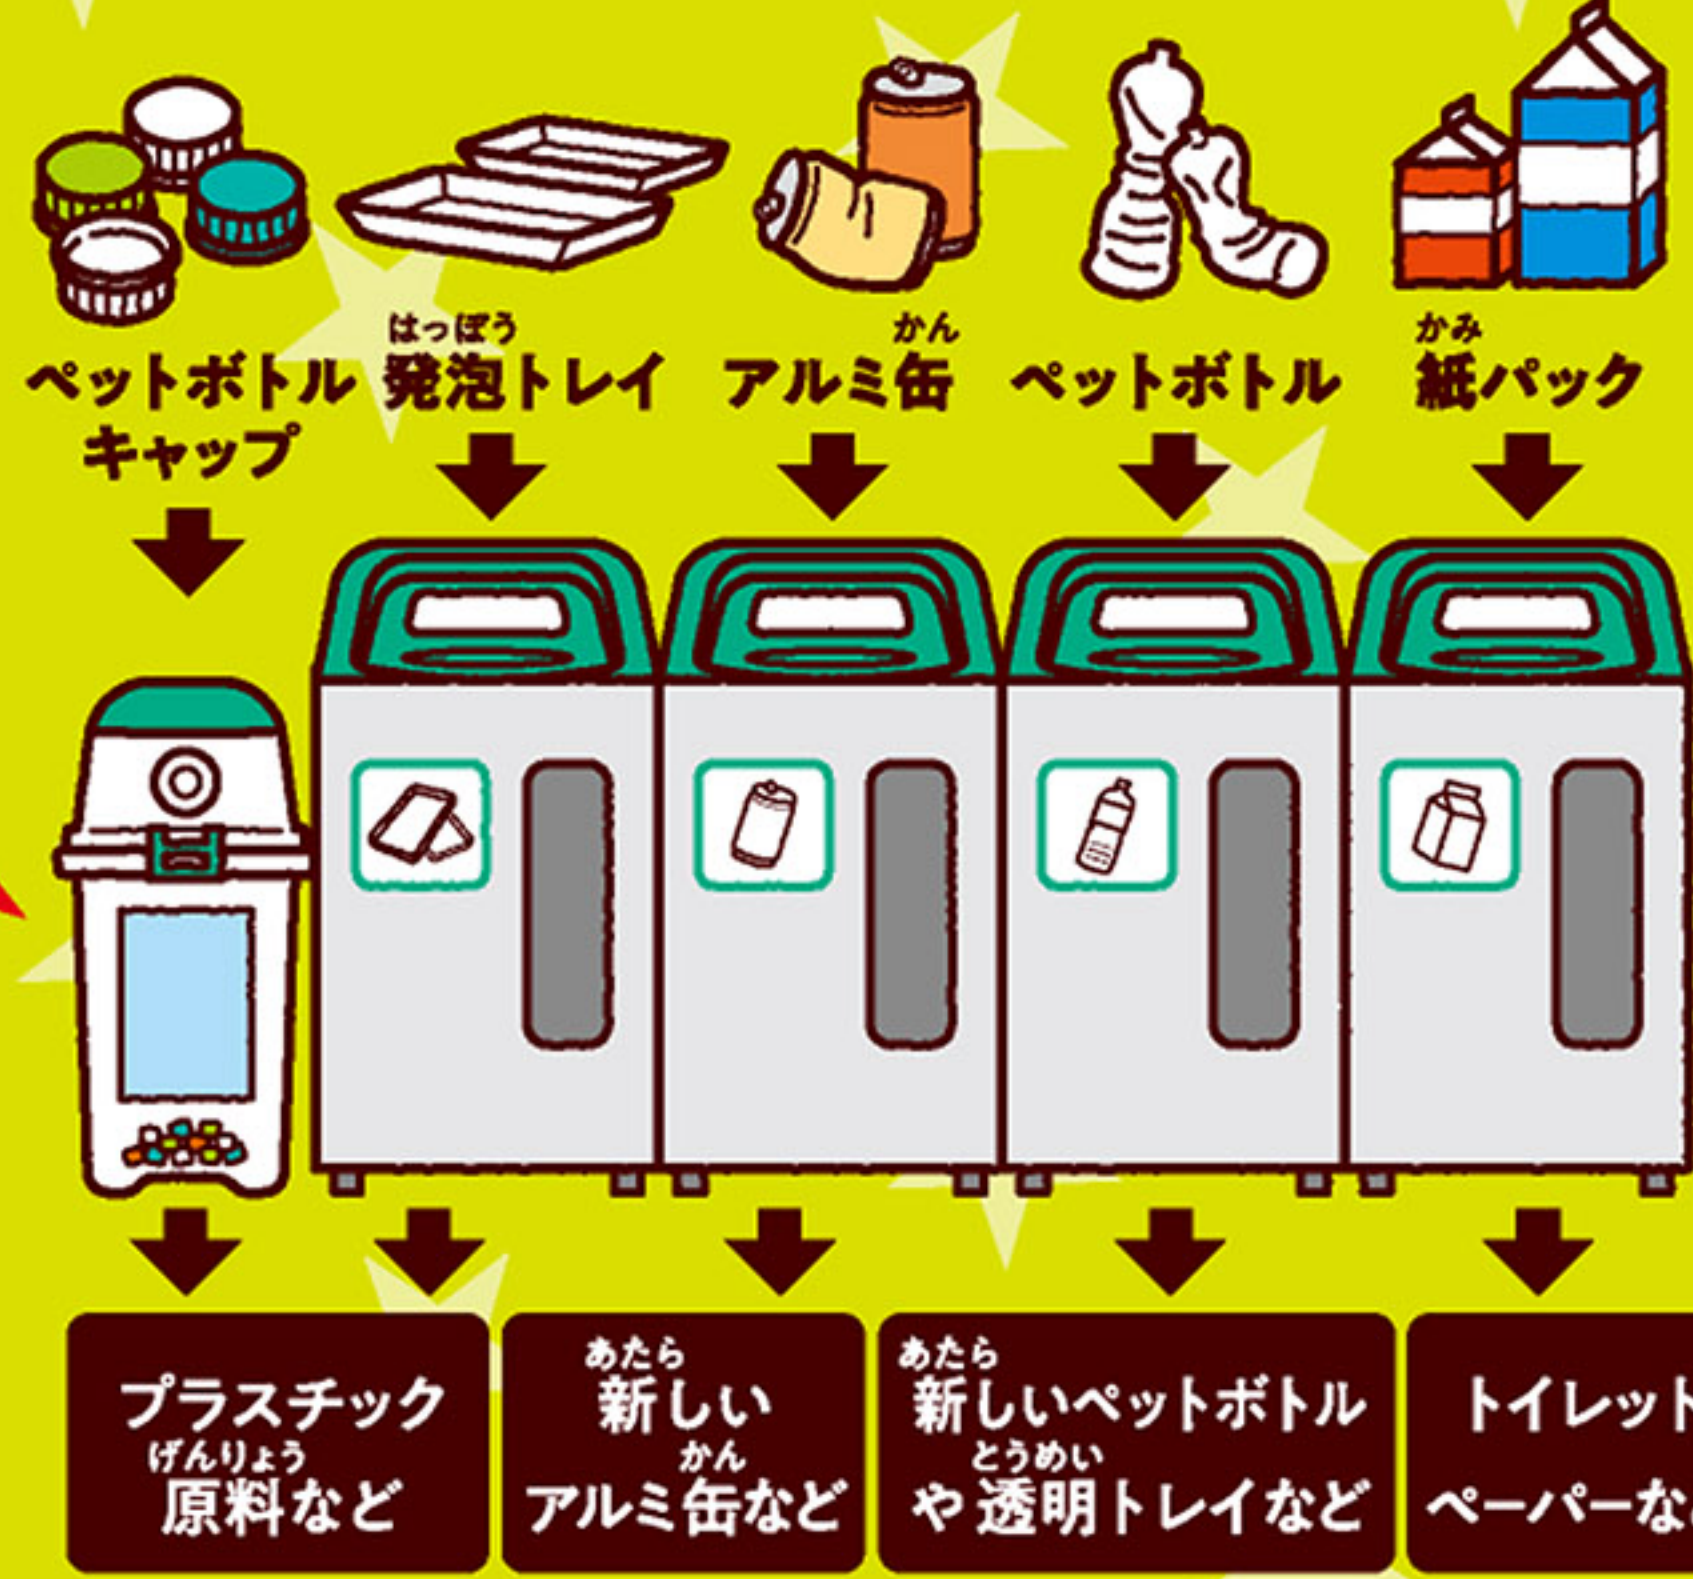 ペットボトル
キャップ
はっぽう
発泡トレイ
かん
アルミ缶
ペットボトル
かみ
紙パック
プラスチック
げんりょう
原料など
あたら
新しい
かん
アルミ缶など
あたら
新しいペットボトル
とうめい
や透明トレイなど
トイレット
ペーパーな